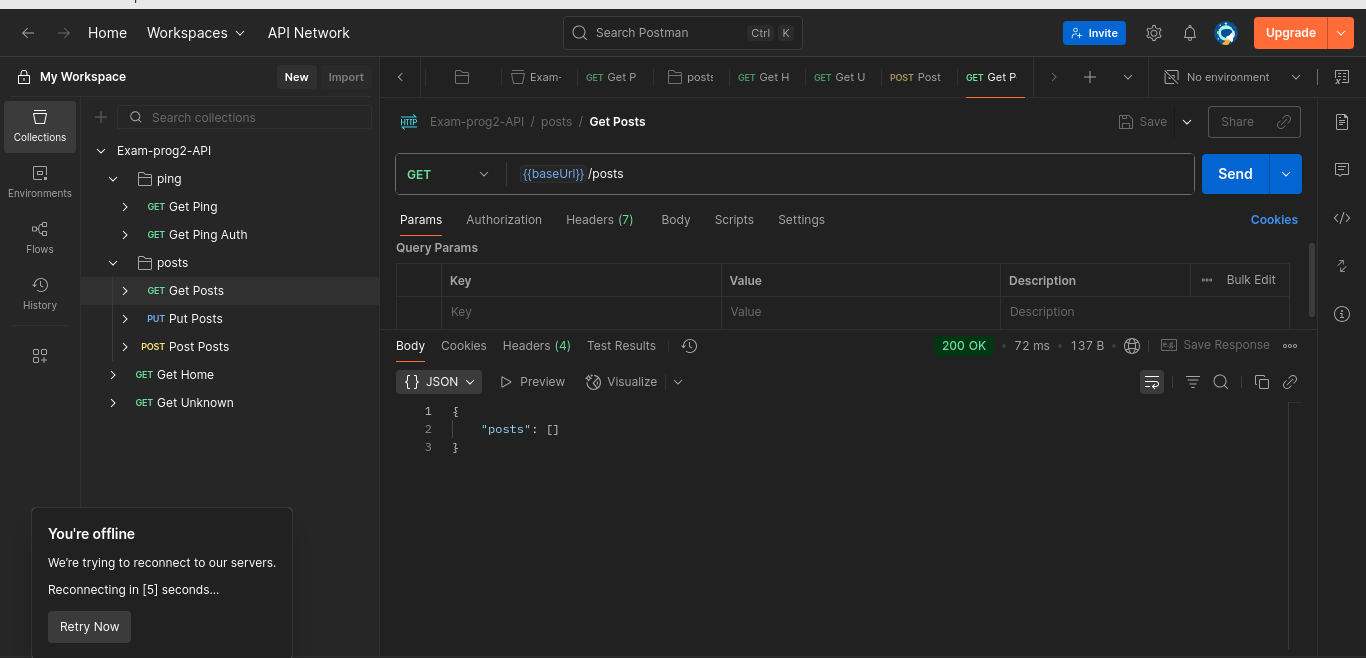 Home Workspaces API Network Search Postman Ctrl K Invite Upgrade
My Workspace New Import Exam- GET Get P posts GET Get H GET Get U POST Post GET Get P No environment
Collections
Environments
Flows
History
Search collections
Exam-prog2-API
ping
GET Get Ping
GET Get Ping Auth
posts
GET Get Posts
PUT Put Posts
POST Post Posts
GET Get Home
GET Get Unknown
HTTP Exam-prog2-API / posts / Get Posts Save Share
GET {{baseUrl}} /posts Send
Params Authorization Headers (7) Body Scripts Settings Cookies
Query Params
Key Value Description Bulk Edit
Key Value Description
Body Cookies Headers (4) Test Results 200 OK 72 ms 137 B Save Response
{} JSON Preview Visualize
1 {
2 "posts": []
3 }
You're offline
We're trying to reconnect to our servers.
Reconnecting in [5] seconds...
Retry Now